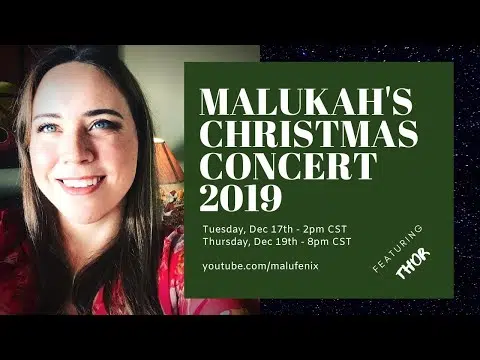 MALUKAH'S
CHRISTMAS
CONCERT
2019
Tuesday, Dec 17th - 2pm CST
Thursday, Dec 19th - 8pm CST
youtube.com/malufenix
FEATURING
THOR